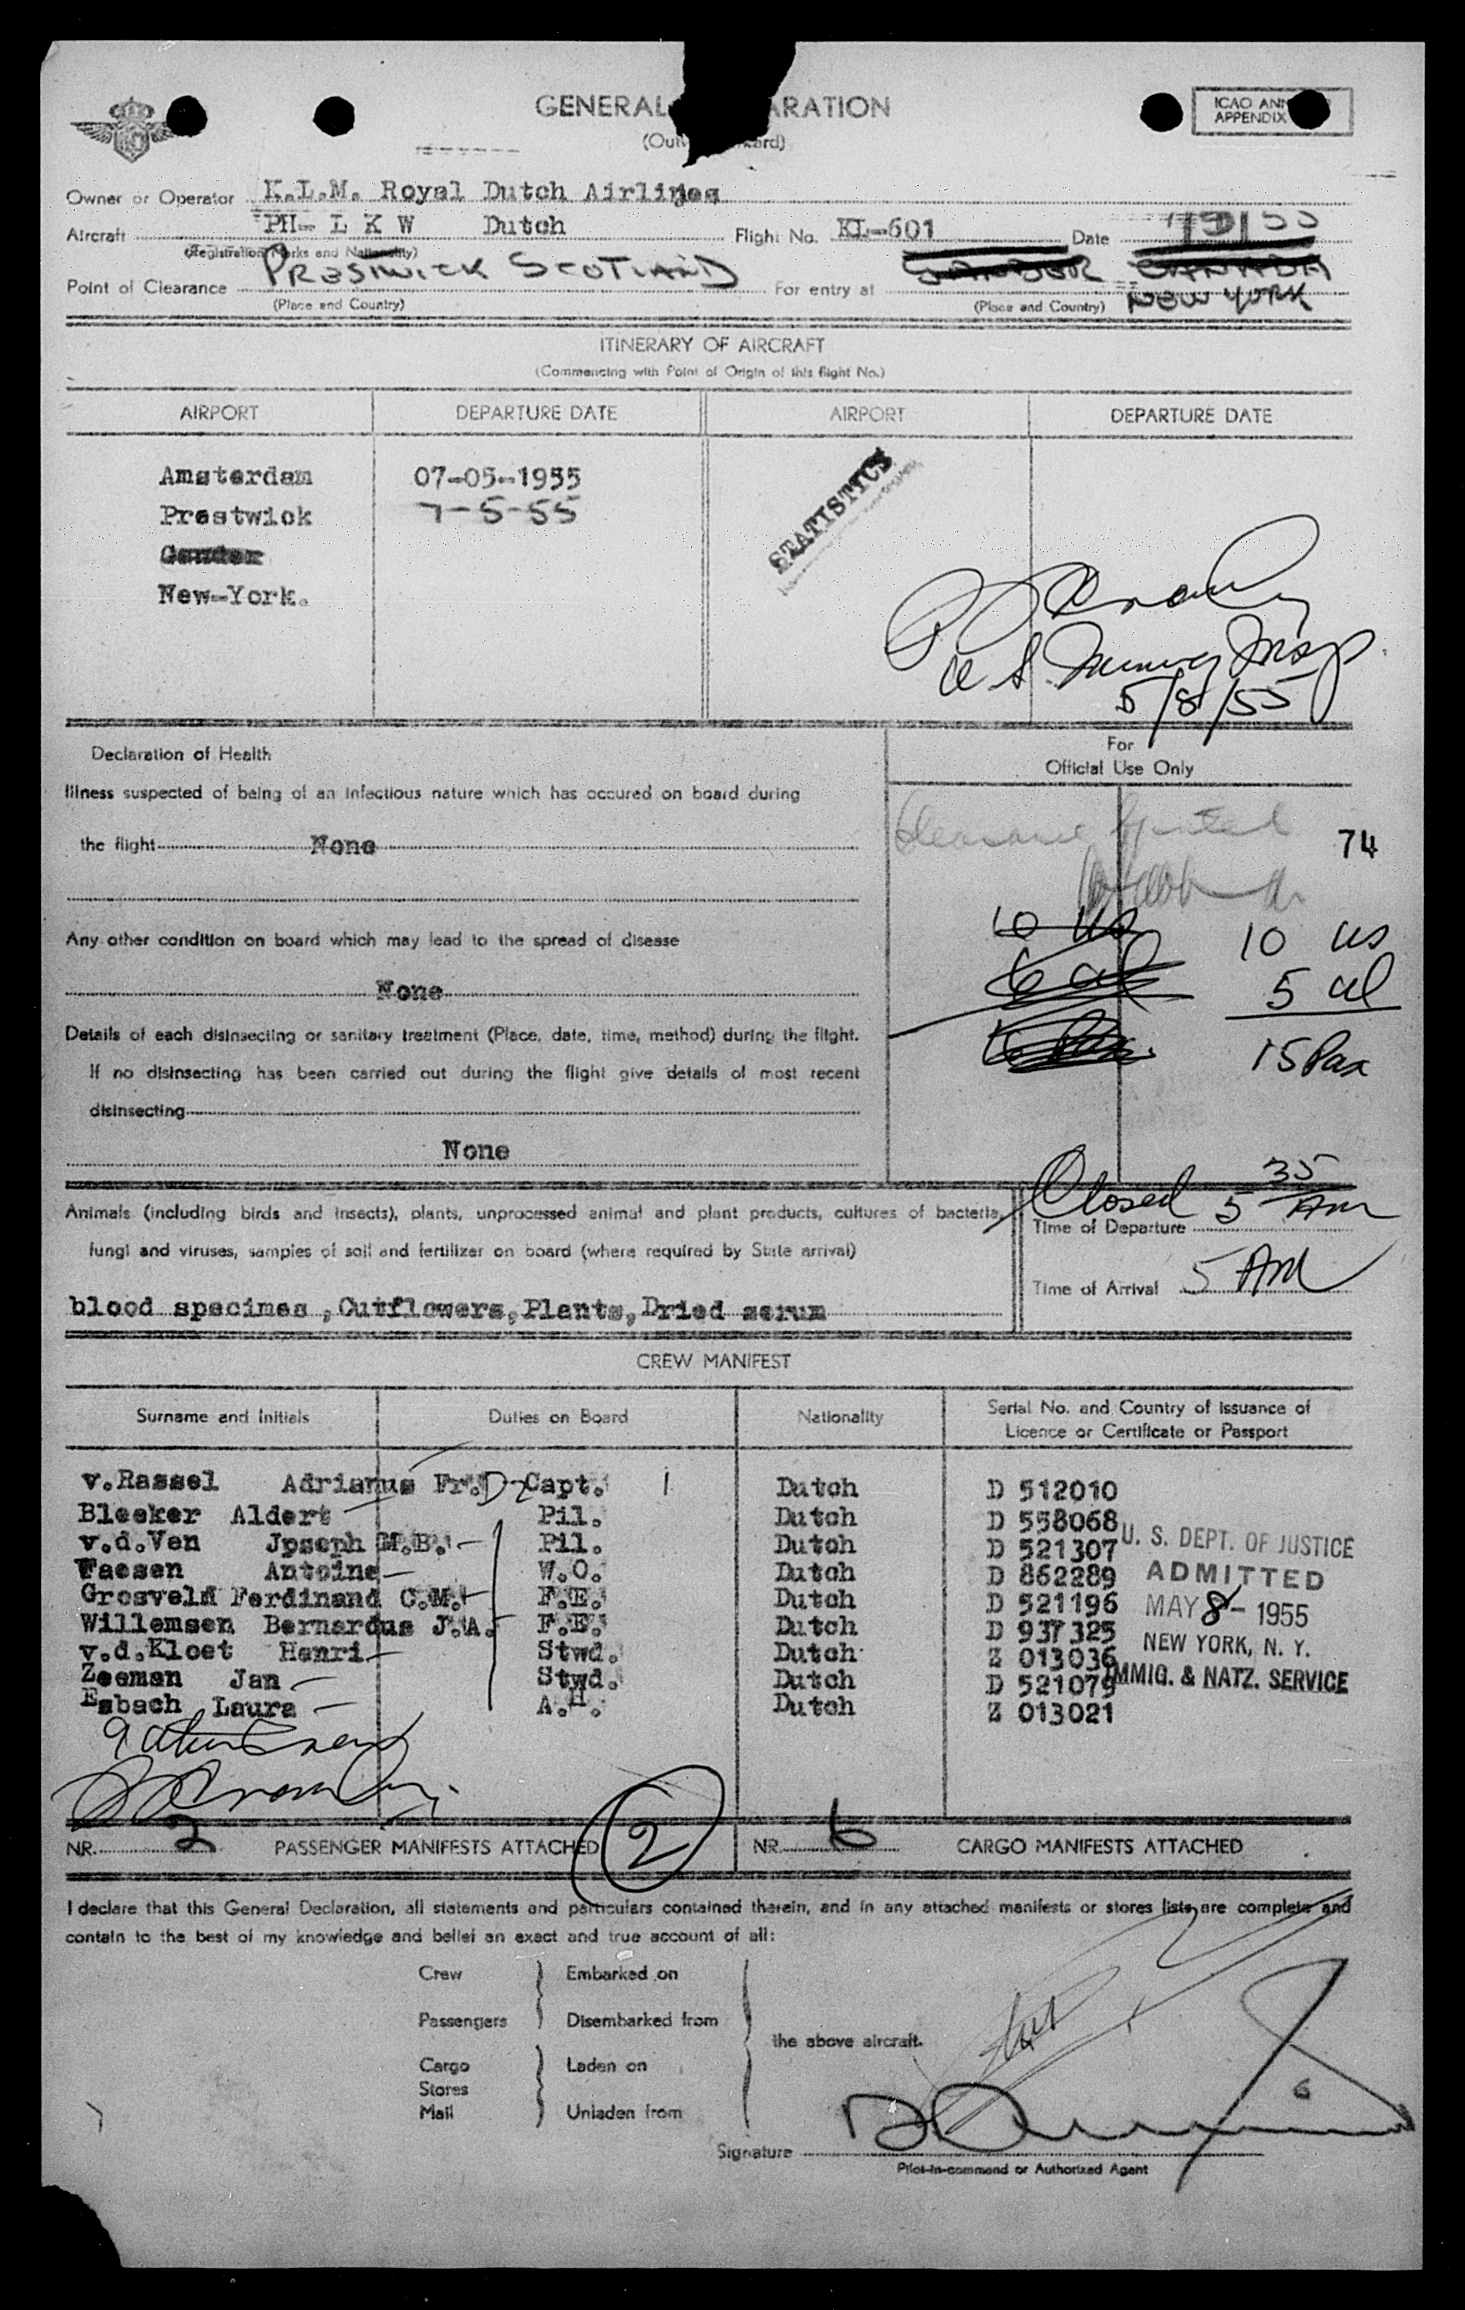 GENERAL ARATION
ICAO ANN
APPENDIX
Owner or Operator K.L.M. Royal Dutch Airlines
Aircraft PH- L K W Dutch Flight No. KL-601 Date
(Registration Marks and Nationality)
Point of Clearance PRESTWICK SCOTLAND For entry at GANDER CANADA
(Place and Country) (Place and Country) NEW YORK
ITINERARY OF AIRCRAFT
(Commencing with Point of Origin of this flight No.)
AIRPORT DEPARTURE DATE AIRPORT DEPARTURE DATE
Amsterdam 07-05-1955
Prestwick 7-5-55
Gander
New-York.
STATISTICS
U S Immig Insp.
5/8/55
Declaration of Health
For
Official Use Only
Illness suspected of being of an infectious nature which has occured on board during
the flight None
74
Any other condition on board which may lead to the spread of disease
None
10 us
10 us
5 al
15 Pax
Details of each disinsecting or sanitary treatment (Place, date, time, method) during the flight.
If no disinsecting has been carried out during the flight give details of most recent
disinsecting
None
Animals (including birds and insects), plants, unprocessed animal and plant products, cultures of bacteria,
fungi and viruses, samples of soil and fertilizer on board (where required by State arrival)
blood specimes ,Cutflowers,Plants,Dried serum
Closed 5 35 Am
Time of Departure
Time of Arrival 5 AM
CREW MANIFEST
Surname and Initials Duties on Board Nationality Serial No. and Country of Issuance of
Licence or Certificate or Passport
v.Rassel Adrianus Fr.D Capt. 1 Dutch D 512010
Bleeker Aldert Pil. Dutch D 558068
v.d.Ven Jpseph M.B. Pil. Dutch D 521307
Faesen Antoine W.O. Dutch D 862289
Grosveld Ferdinand C.M. F.E. Dutch D 521196
Willemsen Bernardus J.A. F.E. Dutch D 937325
v.d.Kloet Henri Stwd. Dutch Z 013036
Zeeman Jan Stwd. Dutch D 521079
Esbach Laura A.H. Dutch Z 013021
U. S. DEPT. OF JUSTICE
ADMITTED
MAY 8 - 1955
NEW YORK, N. Y.
IMMIG. & NATZ. SERVICE
NR. 2 PASSENGER MANIFESTS ATTACHED 2 NR 6 CARGO MANIFESTS ATTACHED
I declare that this General Declaration, all statements and particulars contained therein, and in any attached manifests or stores lists are complete and
contain to the best of my knowledge and belief an exact and true account of all:
Crew Embarked on
Passengers Disembarked from
the above aircraft.
Cargo Laden on
Stores
Mail Unladen from
Signature
Pilot-in-command or Authorized Agent